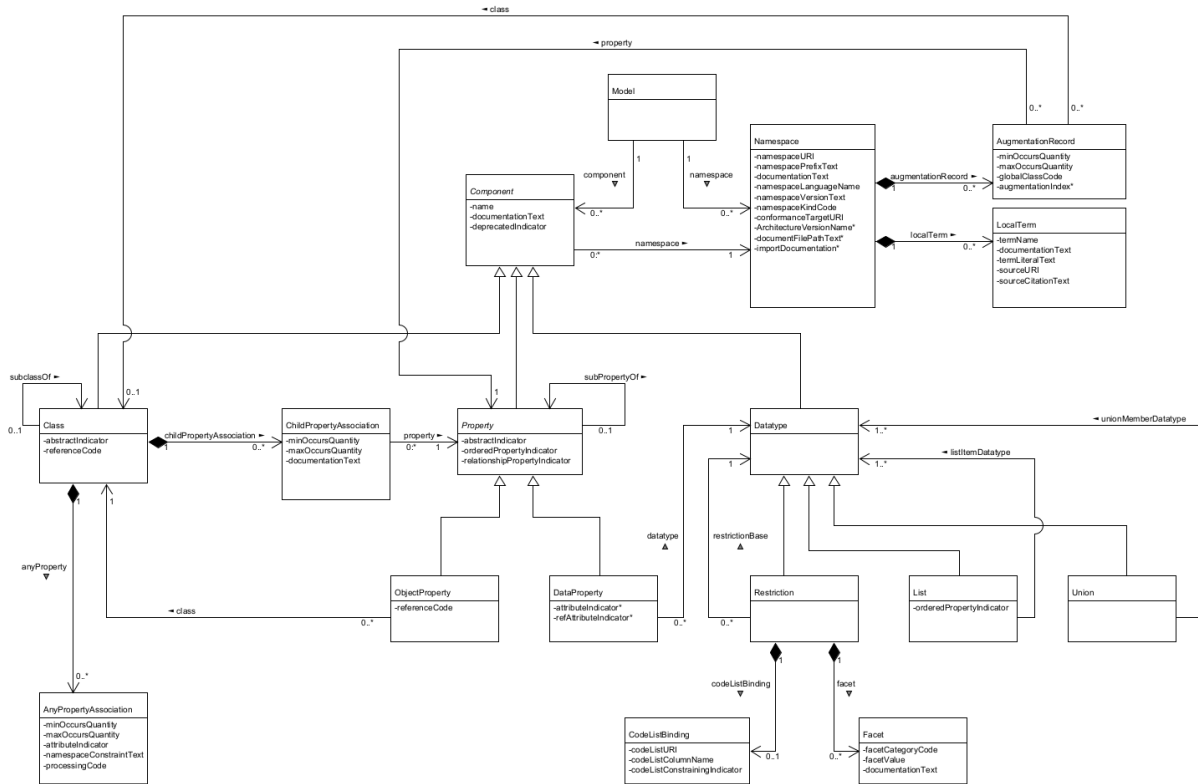 ◄ class
◄ property
Model
0..*
0..*
Namespace
-namespaceURI
-namespacePrefixText
-documentationText
-namespaceLanguageName
-namespaceVersionText
-namespaceKindCode
-conformanceTargetURI
-ArchitectureVersionName*
-documentFilePathText*
-importDocumentation*
AugmentationRecord
-minOccursQuantity
-maxOccursQuantity
-globalClassCode
-augmentationIndex*
1
1
component
▼
namespace
▼
augmentationRecord ►
1
0..*
Component
-name
-documentationText
-deprecatedIndicator
0..*
0..*
LocalTerm
-termName
-documentationText
-termLiteralText
-sourceURI
-sourceCitationText
localTerm ►
1
0..*
namespace ►
0:*
1
subclassOf ►
0..1
0..1
1
subPropertyOf ►
0..1
Class
-abstractIndicator
-referenceCode
childPropertyAssociation ►
1
0..*
ChildPropertyAssociation
-minOccursQuantity
-maxOccursQuantity
-documentationText
property ►
0:*
1
Property
-abstractIndicator
-orderedPropertyIndicator
-relationshipPropertyIndicator
Datatype
1
1
1..*
1..*
◄ unionMemberDatatype
◄ listItemDatatype
1
1
anyProperty
▼
datatype
▲
restrictionBase
▲
◄ class
0..*
ObjectProperty
-referenceCode
DataProperty
-attributeIndicator*
-refAttributeIndicator*
0..*
0..*
Restriction
List
-orderedPropertyIndicator
Union
1
1
codeListBinding
▼
facet
▼
0..*
AnyPropertyAssociation
-minOccursQuantity
-maxOccursQuantity
-attributeIndicator
-namespaceConstraintText
-processingCode
CodeListBinding
-codeListURI
-codeListColumnName
-codeListConstrainingIndicator
0..1
0..*
Facet
-facetCategoryCode
-facetValue
-documentationText